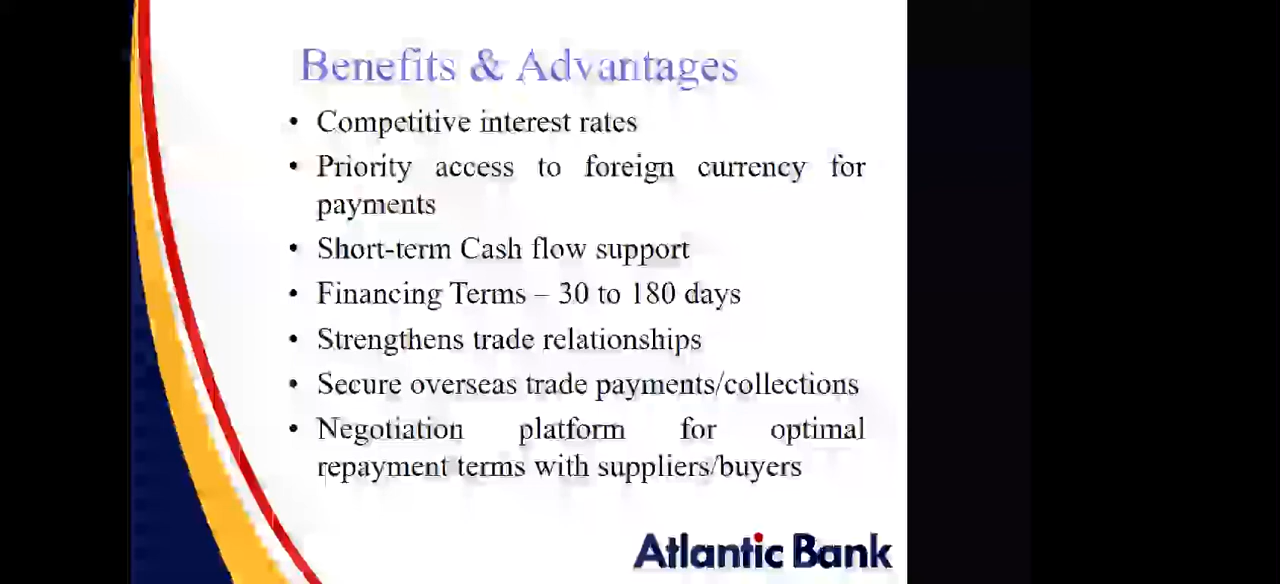 Benefits & Advantages
• Competitive interest rates
• Priority access to foreign currency for
payments
• Short-term Cash flow support
• Financing Terms – 30 to 180 days
• Strengthens trade relationships
• Secure overseas trade payments/collections
• Negotiation platform for optimal
repayment terms with suppliers/buyers
Atlantic Bank